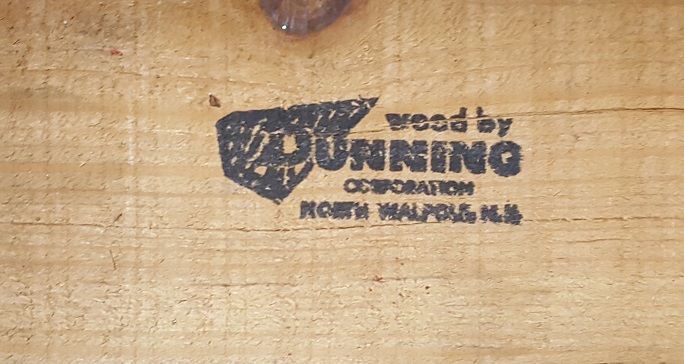 wood by
DUNNING
CORPORATION
NORTH WALPOLE, N.H.